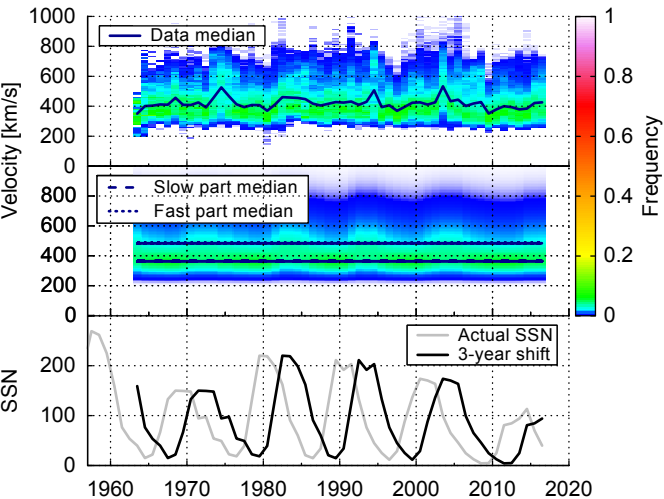 1000
800
600
400
200
0
Velocity [km/s]
Data median
1
0.8
0.6
0.4
0.2
0
Frequency
800
600
400
200
0
Slow part median
Fast part median
200
100
0
SSN
Actual SSN
3-year shift
1960 1970 1980 1990 2000 2010 2020